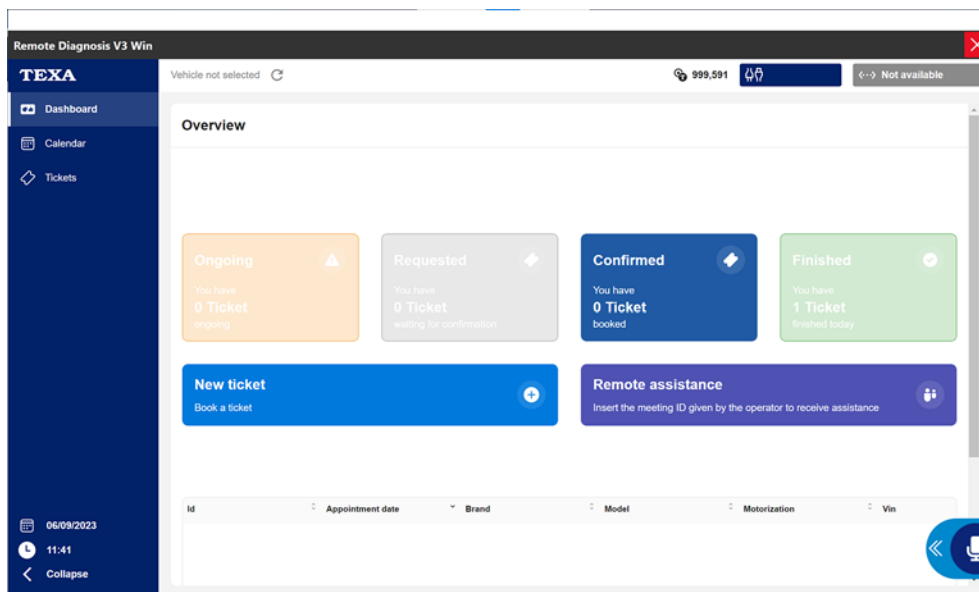 Remote Diagnosis V3 Win
TEXA
Vehicle not selected
999,591
Not available
Dashboard
Calendar
Tickets
Overview
Ongoing
You have
0 Ticket
ongoing
Requested
You have
0 Ticket
waiting for confirmation
Confirmed
You have
0 Ticket
booked
Finished
You have
1 Ticket
finished today
New ticket
Book a ticket
Remote assistance
Insert the meeting ID given by the operator to receive assistance
Id Appointment date Brand Model Motorization Vin
06/09/2023
11:41
Collapse